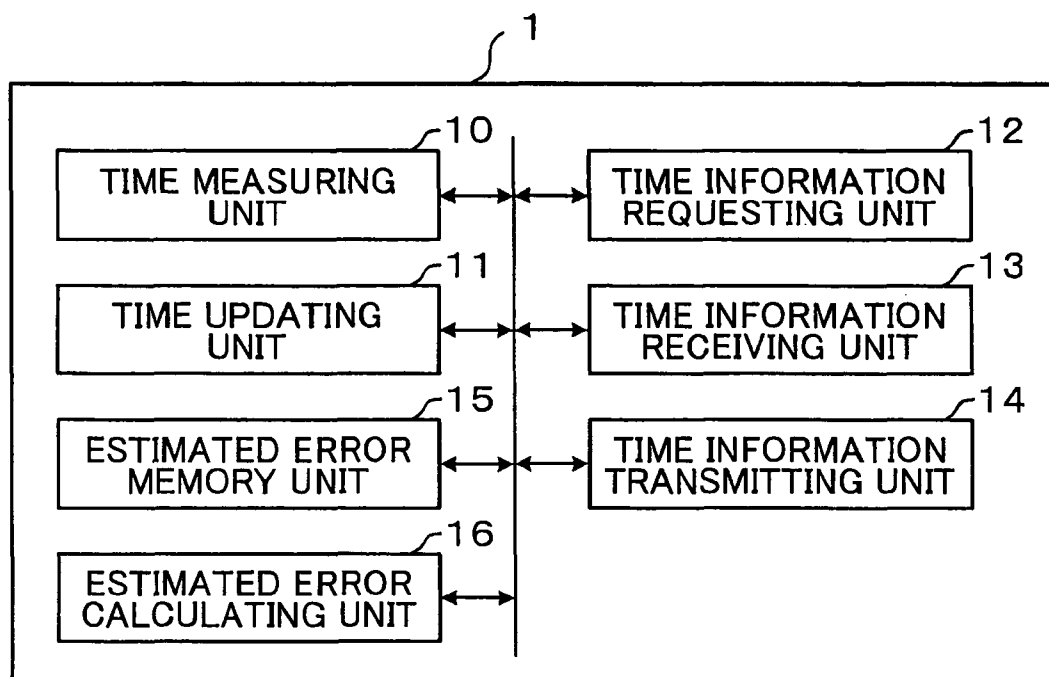 1
10
TIME MEASURING
UNIT
12
TIME INFORMATION
REQUESTING UNIT
11
TIME UPDATING
UNIT
13
TIME INFORMATION
RECEIVING UNIT
15
ESTIMATED ERROR
MEMORY UNIT
14
TIME INFORMATION
TRANSMITTING UNIT
16
ESTIMATED ERROR
CALCULATING UNIT